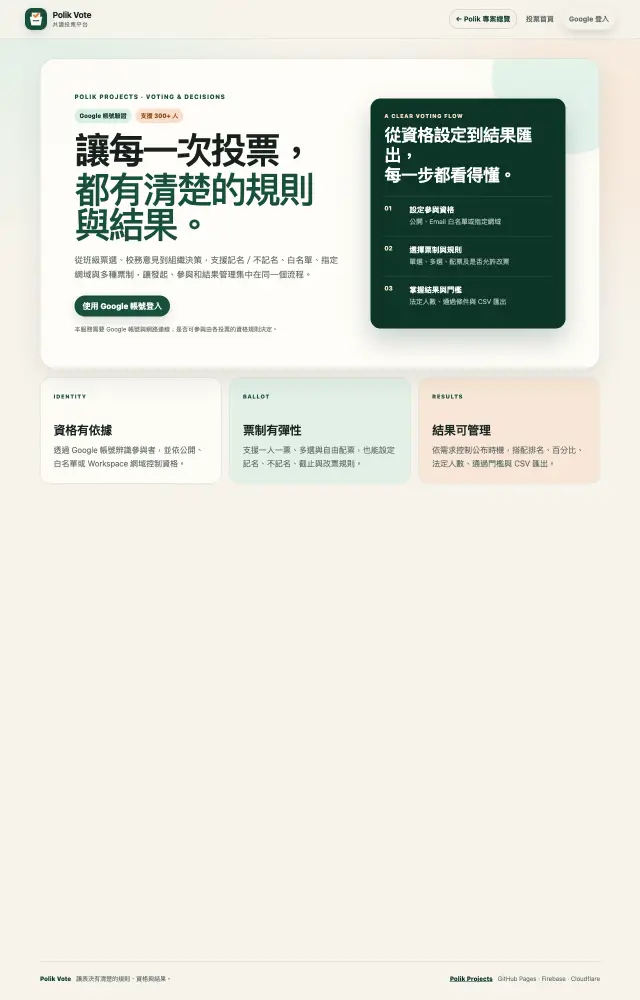 Polik Vote
共識投票平台
← Polik 專案總覽
投票首頁
Google 登入
POLIK PROJECTS · VOTING & DECISIONS
Google 帳號驗證
支援 300+ 人
讓每一次投票，
都有清楚的規則
與結果。
從班級票選、校務意見到組織決策，支援記名 / 不記名、白名單、指定
網域與多種票制，讓發起、參與和結果管理集中在同一個流程。
使用 Google 帳號登入
本服務需要 Google 帳號與網路連線；是否可參與由各投票的資格規則決定。
A CLEAR VOTING FLOW
從資格設定到結果匯
出，
每一步都看得懂。
01
設定參與資格
公開、Email 白名單或指定網域
02
選擇票制與規則
單選、多選、配票及是否允許改票
03
掌握結果與門檻
法定人數、通過條件與 CSV 匯出
IDENTITY
資格有依據
透過 Google 帳號辨識參與者，並依公開、
白名單或 Workspace 網域控制資格。
BALLOT
票制有彈性
支援一人一票、多選與自由配票，也能設定
記名、不記名、截止與改票規則。
RESULTS
結果可管理
依需求控制公布時機，搭配排名、百分比、
法定人數、通過門檻與 CSV 匯出。
Polik Vote 讓表決有清楚的規則、資格與結果。
Polik Projects GitHub Pages · Firebase · Cloudflare